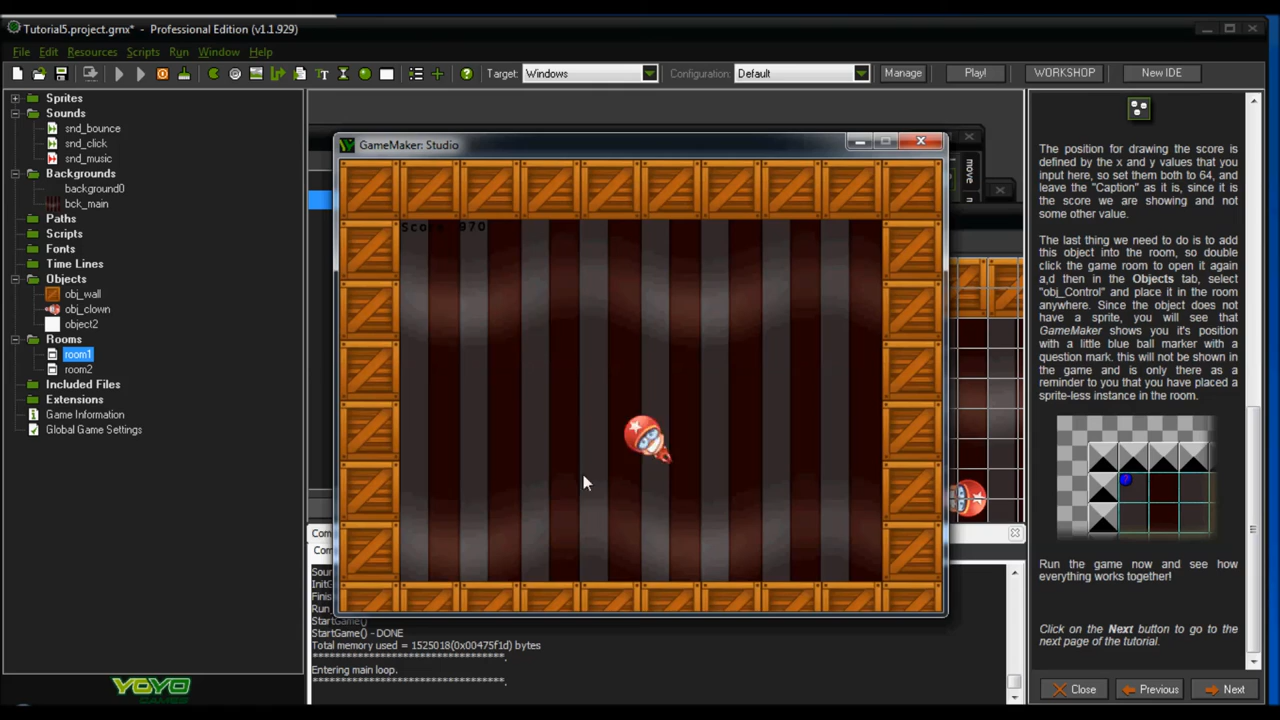 Tutorial5.project.gmx* - Professional Edition (v1.1.929)
File Edit Resources Scripts Run Window Help
Target: Windows Configuration: Default Manage Play! WORKSHOP New IDE
Sprites
Sounds
snd_bounce
snd_click
snd_music
Backgrounds
background0
bck_main
Paths
Scripts
Fonts
Time Lines
Objects
obj_wall
obj_clown
object2
Rooms
room1
room2
Included Files
Extensions
Game Information
Global Game Settings
YOYO
GAMES
GameMaker: Studio
970
move
Com
Com
Sour
InitG
Finis
Run_
StartGame()
StartGame() - DONE
Total memory used = 1525018(0x00475f1d) bytes
***************************************.
Entering main loop.
***************************************.
The position for drawing the score is
defined by the x and y values that you
input here, so set them both to 64, and
leave the "Caption" as it is, since it is
the score we are showing and not
some other value.
The last thing we need to do is to add
this object into the room, so double
click the game room to open it again
a,d then in the Objects tab, select
"obj_Control" and place it in the room
anywhere. Since the object does not
have a sprite, you will see that
GameMaker shows you it's position
with a little blue ball marker with a
question mark. this will not be shown in
the game and is only there as a
reminder to you that you have placed a
sprite-less instance in the room.
?
Run the game now and see how
everything works together!
Click on the Next button to go to the
next page of the tutorial.
Close Previous Next